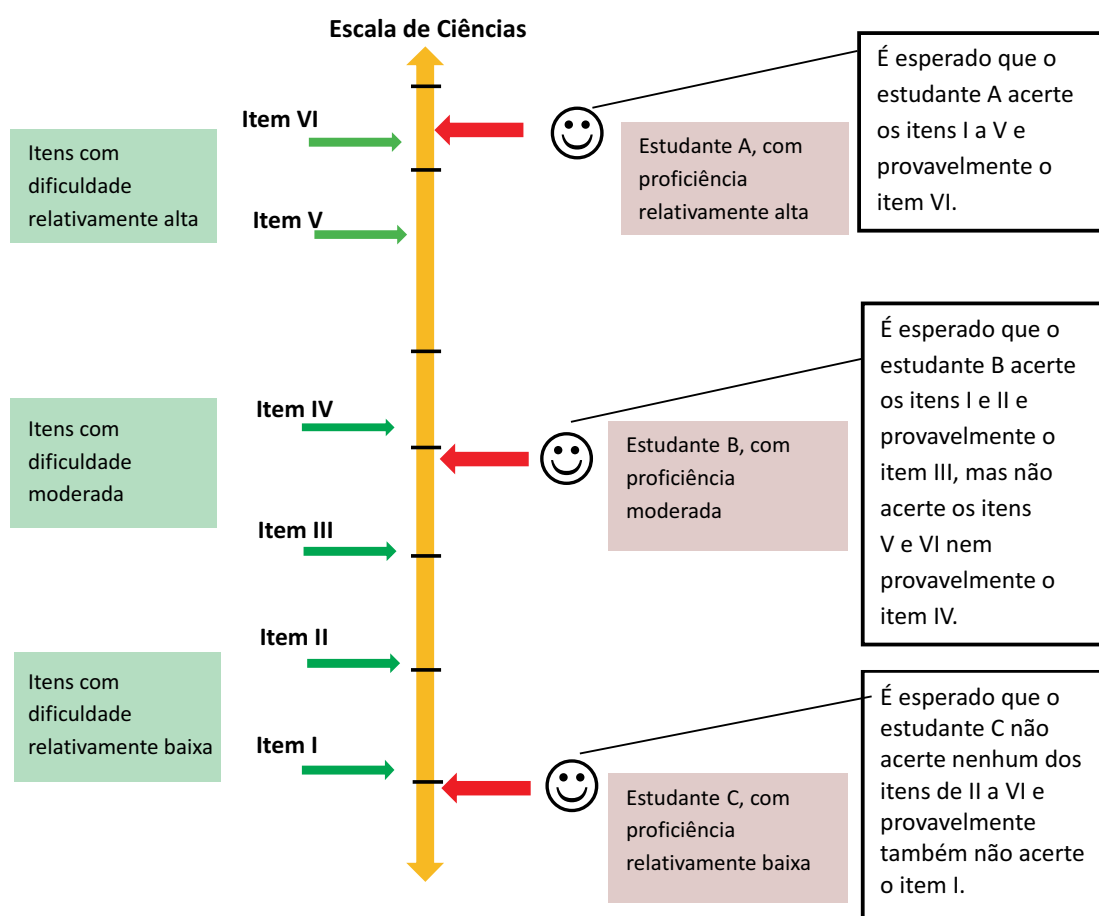 Escala de Ciências
Item VI
Itens com
dificuldade
relativamente alta
Item V
Estudante A, com
proficiência
relativamente alta
É esperado que o
estudante A acerte
os itens I a V e
provavelmente o
item VI.
Item IV
Itens com
dificuldade
moderada
Item III
Estudante B, com
proficiência
moderada
É esperado que o
estudante B acerte
os itens I e II e
provavelmente o
item III, mas não
acerte os itens
V e VI nem
provavelmente o
item IV.
Item II
Itens com
dificuldade
relativamente baixa
Item I
Estudante C, com
proficiência
relativamente baixa
É esperado que o
estudante C não
acerte nenhum dos
itens de II a VI e
provavelmente
também não acerte
o item I.